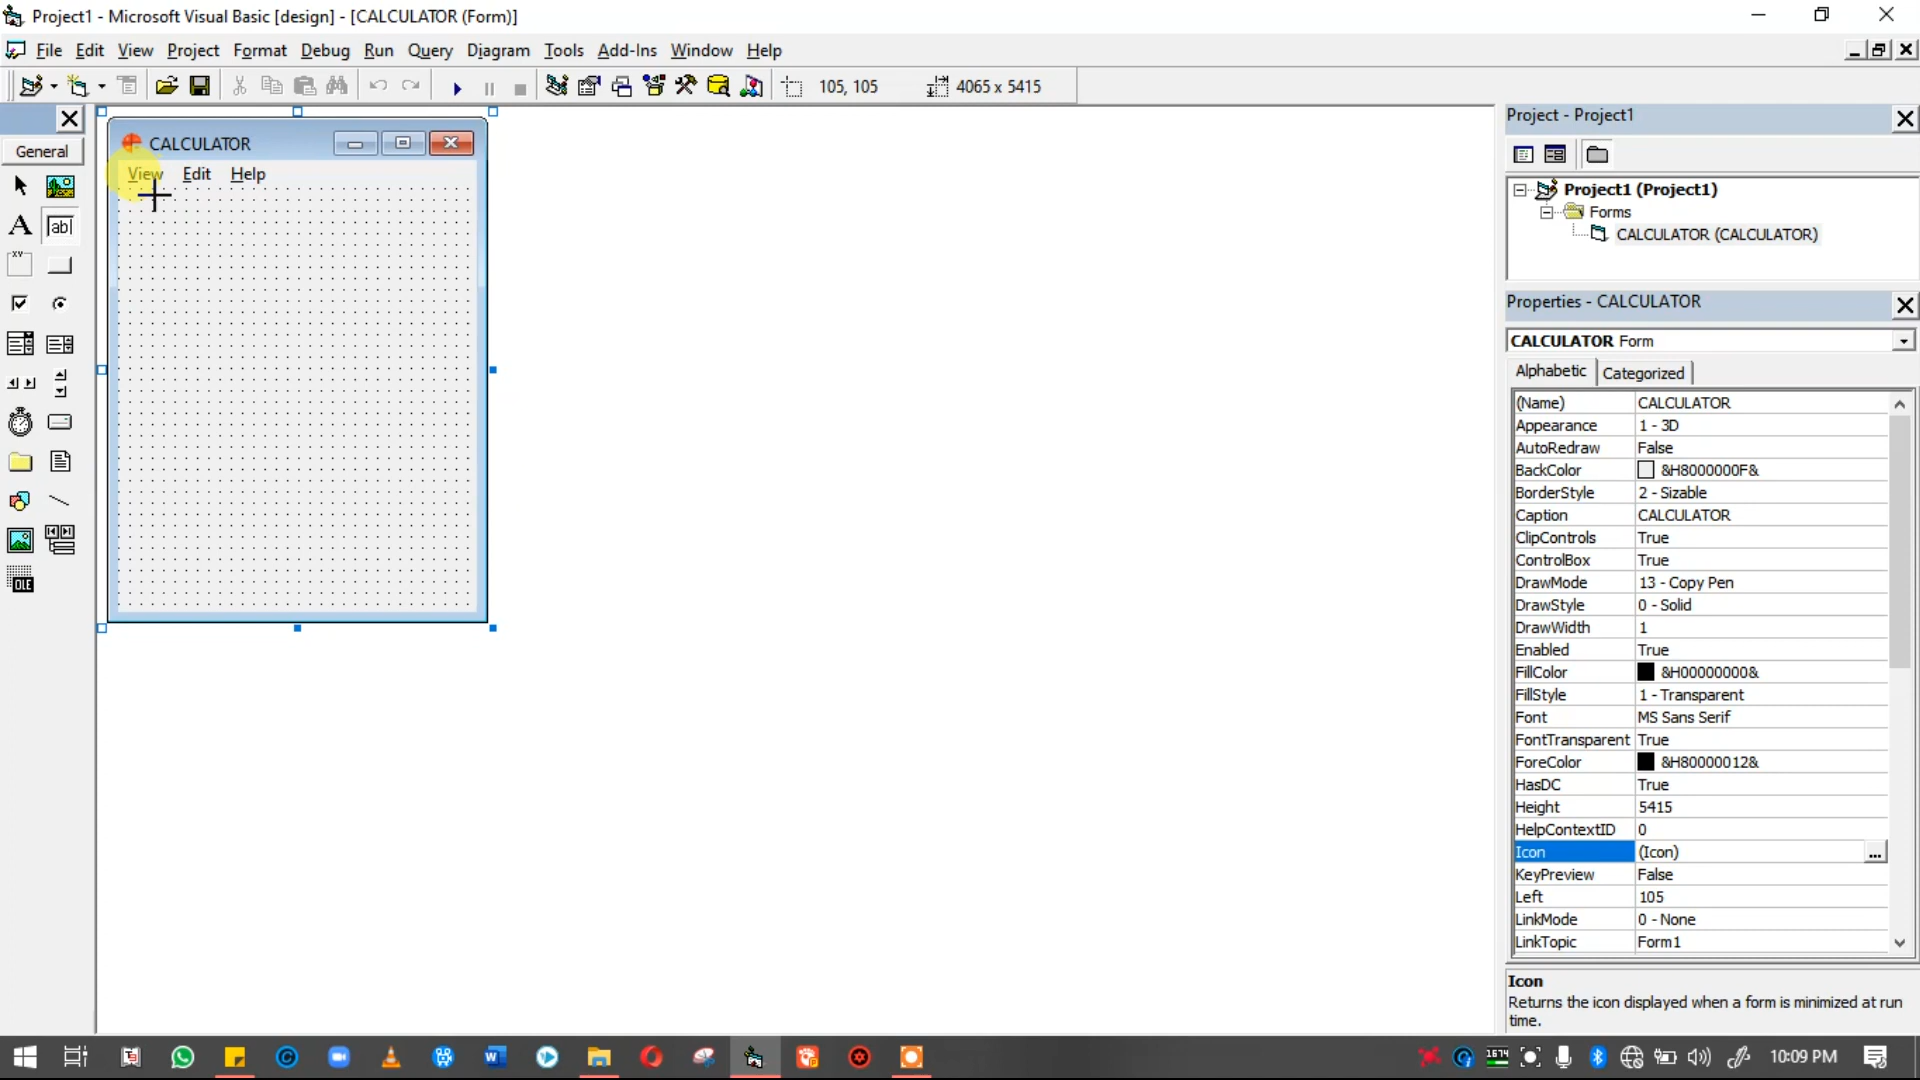 Project1 - Microsoft Visual Basic [design] - [CALCULATOR (Form)]
File Edit View Project Format Debug Run Query Diagram Tools Add-Ins Window Help
105, 105 4065 x 5415
General
A
ab
xv
OLE
CALCULATOR
View Edit Help
Project - Project1
Project1 (Project1)
Forms
CALCULATOR (CALCULATOR)
Properties - CALCULATOR
CALCULATOR Form
Alphabetic Categorized
(Name) CALCULATOR
Appearance 1 - 3D
AutoRedraw False
BackColor &H8000000F&
BorderStyle 2 - Sizable
Caption CALCULATOR
ClipControls True
ControlBox True
DrawMode 13 - Copy Pen
DrawStyle 0 - Solid
DrawWidth 1
Enabled True
FillColor &H00000000&
FillStyle 1 - Transparent
Font MS Sans Serif
FontTransparent True
ForeColor &H80000012&
HasDC True
Height 5415
HelpContextID 0
Icon (Icon) ...
KeyPreview False
Left 105
LinkMode 0 - None
LinkTopic Form1
Icon
Returns the icon displayed when a form is minimized at run
time.
1674
10:09 PM